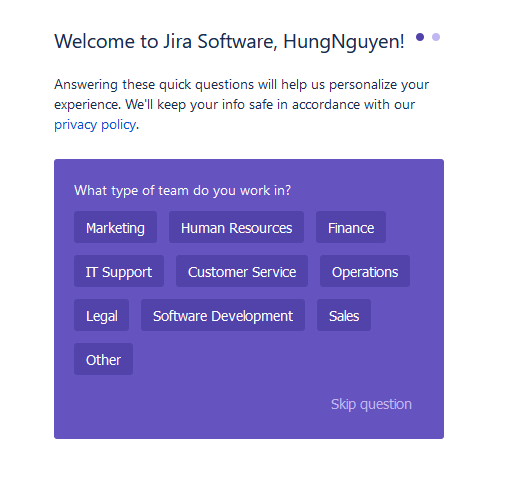 Welcome to Jira Software, HungNguyen!
Answering these quick questions will help us personalize your
experience. We'll keep your info safe in accordance with our
privacy policy.
What type of team do you work in?
Marketing Human Resources Finance
IT Support Customer Service Operations
Legal Software Development Sales
Other
Skip question